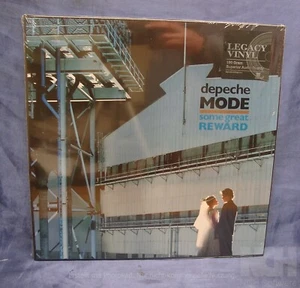 LEGACY
VINYL
depeche
MODE
some great
REWARD